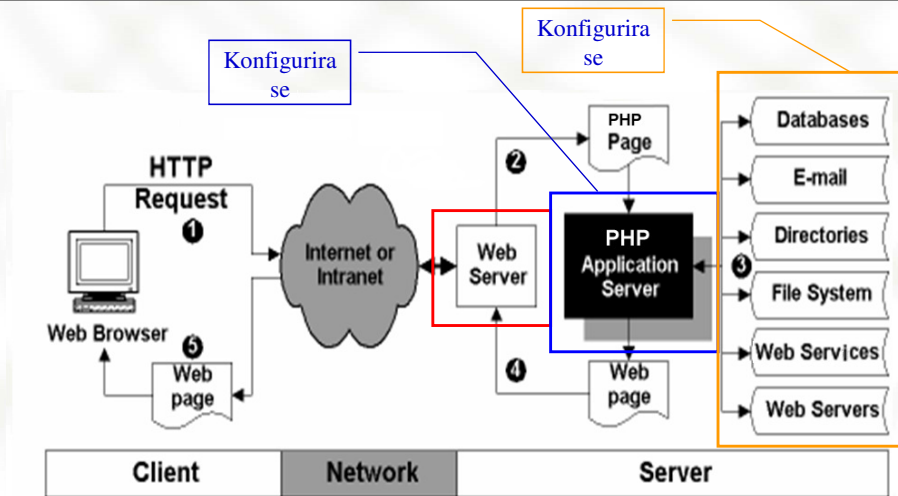 Konfigurira
se
Konfigurira
se
HTTP
Request
1
Web Browser
5
Web
page
Internet or
Intranet
Web
Server
2
PHP
Page
PHP
Application
Server
3
4
Web
page
Databases
E-mail
Directories
File System
Web Services
Web Servers
Client
Network
Server